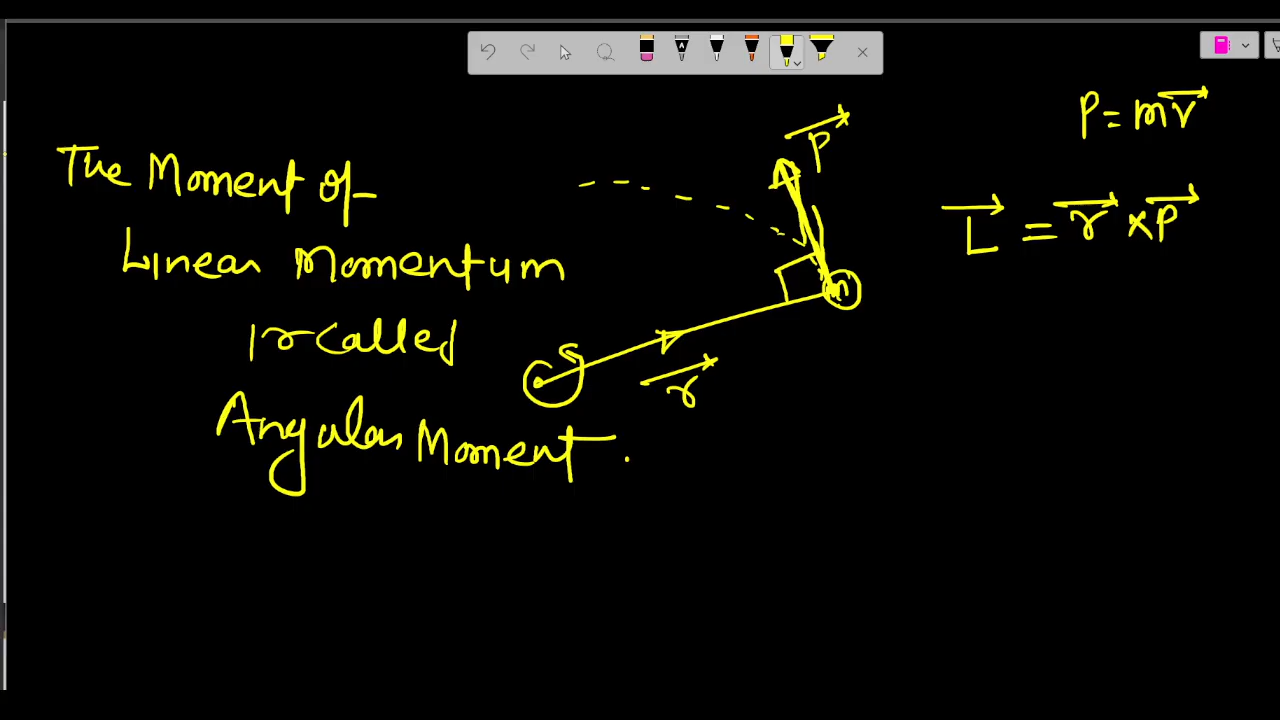 The Moment of
Linear Momentum
is called
Angular Moment.
P
m
r
P = mv
L = r × P